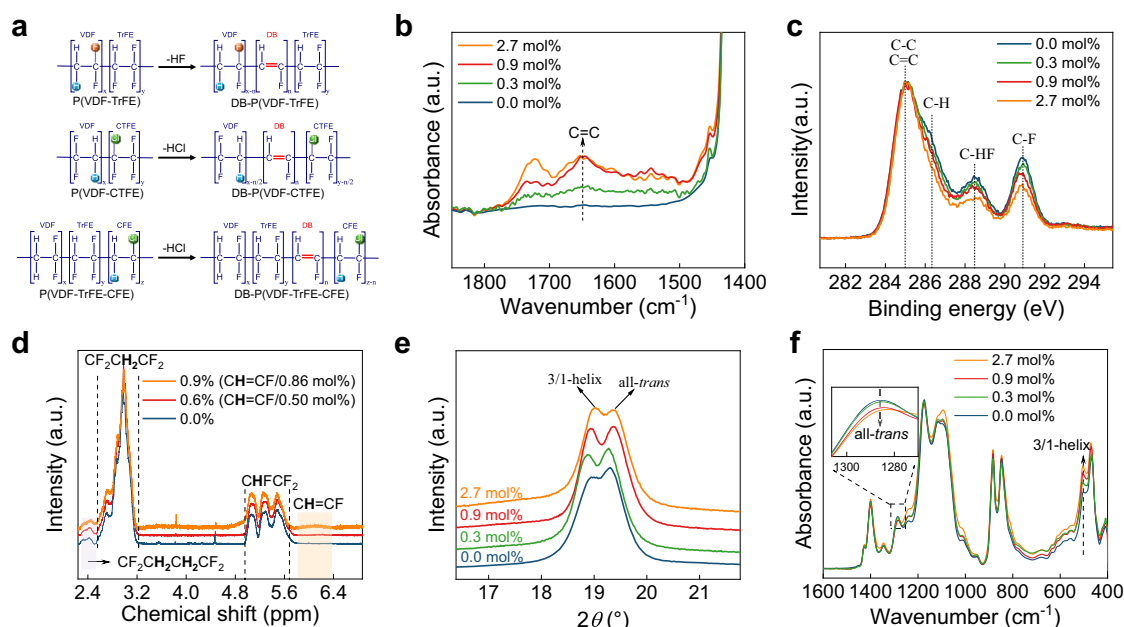 a
VDF TrFE
H F H F
C C C C
H F F F
x y
P(VDF-TrFE)
-HF
VDF DB TrFE
H F H H F
C C C C C C
H F F F F
x-n n y
DB-P(VDF-TrFE)
VDF CTFE
F H F Cl
C C C C
F H F F
x y
P(VDF-CTFE)
-HCl
VDF DB CTFE
F H F H F Cl
C C C C C C
F H F F F
x-n/2 n y-n/2
DB-P(VDF-CTFE)
VDF TrFE CFE
H F H F H Cl
C C C C C C
H F F F H F
x y z
P(VDF-TrFE-CFE)
-HCl
VDF TrFE DB CFE
H F H F H H Cl
C C C C C C C C
H F F F F H F
x y n z-n
DB-P(VDF-TrFE-CFE)
b
2.7 mol%
0.9 mol%
0.3 mol%
0.0 mol%
C=C
Absorbance (a.u.)
1800 1700 1600 1500 1400
Wavenumber (cm⁻¹)
c
C-C
C=C
C-H
C-HF
C-F
0.0 mol%
0.3 mol%
0.9 mol%
2.7 mol%
Intensity(a.u.)
282 284 286 288 290 292 294
Binding energy (eV)
d
CF₂CH₂CF₂
0.9% (CH=CF/0.86 mol%)
0.6% (CH=CF/0.50 mol%)
0.0%
CHFCF₂
CH=CF
CF₂CH₂CH₂CF₂
Intensity (a.u.)
2.4 3.2 4.0 4.8 5.6 6.4
Chemical shift (ppm)
e
3/1-helix
all-trans
2.7 mol%
0.9 mol%
0.3 mol%
0.0 mol%
Intensity (a.u.)
17 18 19 20 21
2θ (°)
f
2.7 mol%
0.9 mol%
0.3 mol%
0.0 mol%
all-trans
1300 1280
3/1-helix
Absorbance (a.u.)
1600 1400 1200 1000 800 600 400
Wavenumber (cm⁻¹)